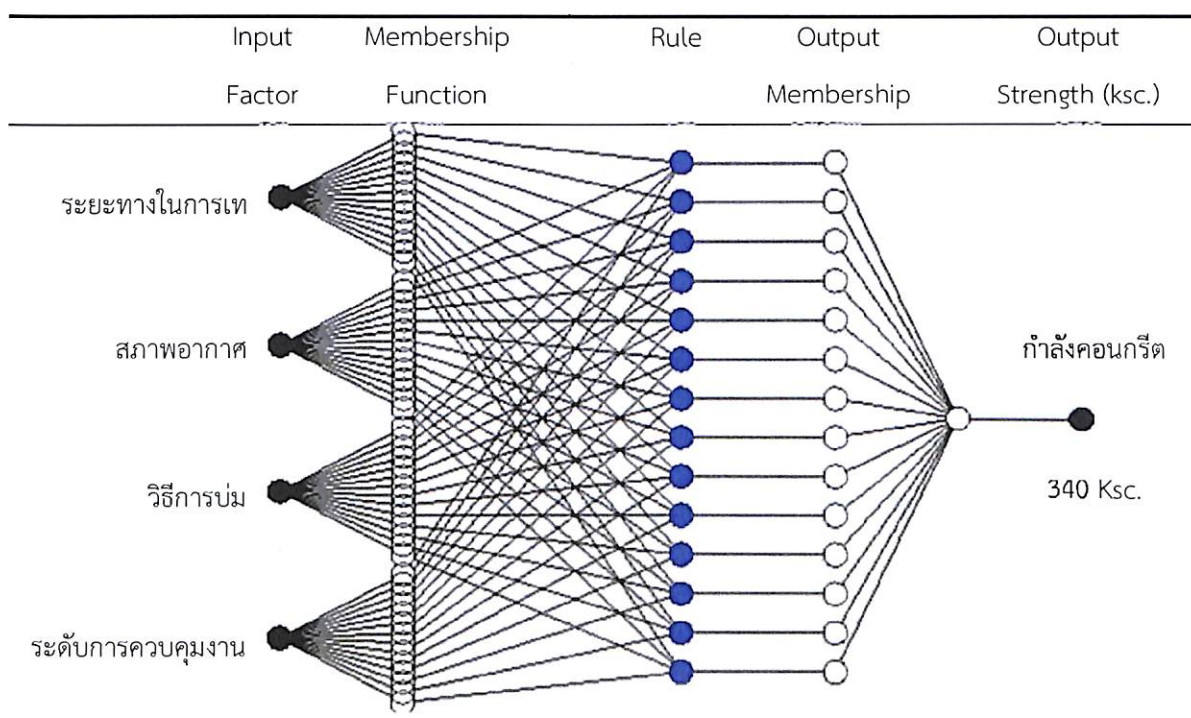 Input Membership Rule Output Output
Factor Function Membership Strength (ksc.)
ระยะทางในการเท
สภาพอากาศ
กำลังคอนกรีต
วิธีการบ่ม
340 Ksc.
ระดับการควบคุมงาน